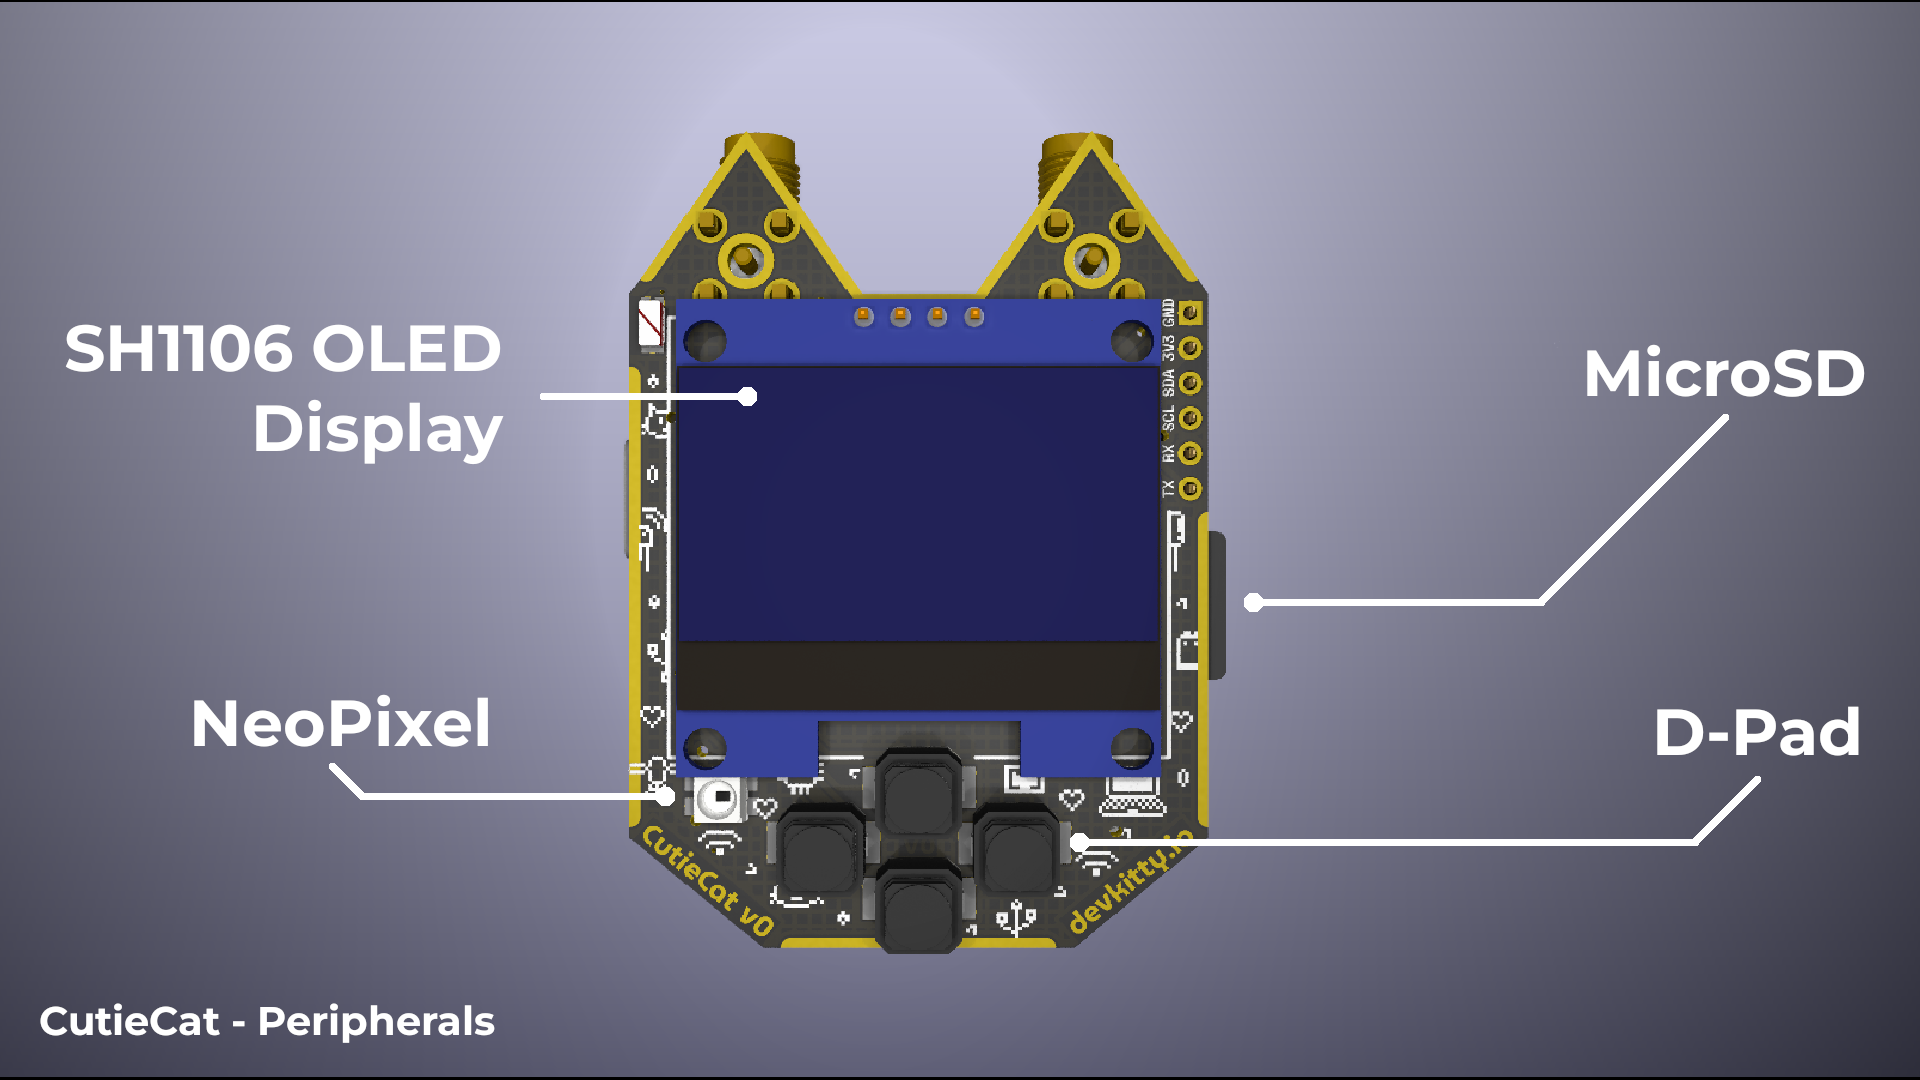 SH1106 OLED
Display
MicroSD
NeoPixel
D-Pad
GND
3V3
SDA
SCL
RX
TX
CutieCat v0
devkitty.io
CutieCat - Peripherals